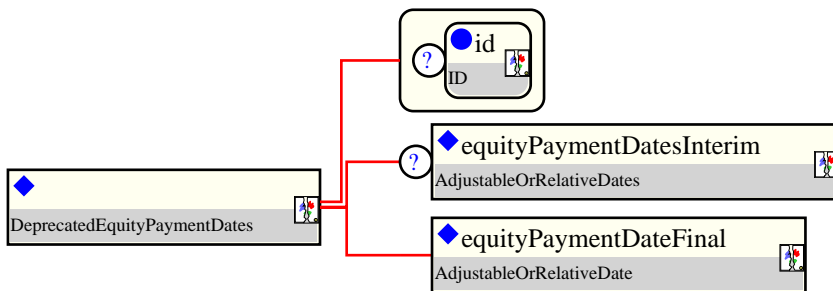 id
?
ID
equityPaymentDatesInterim
?
AdjustableOrRelativeDates
DeprecatedEquityPaymentDates
equityPaymentDateFinal
AdjustableOrRelativeDate